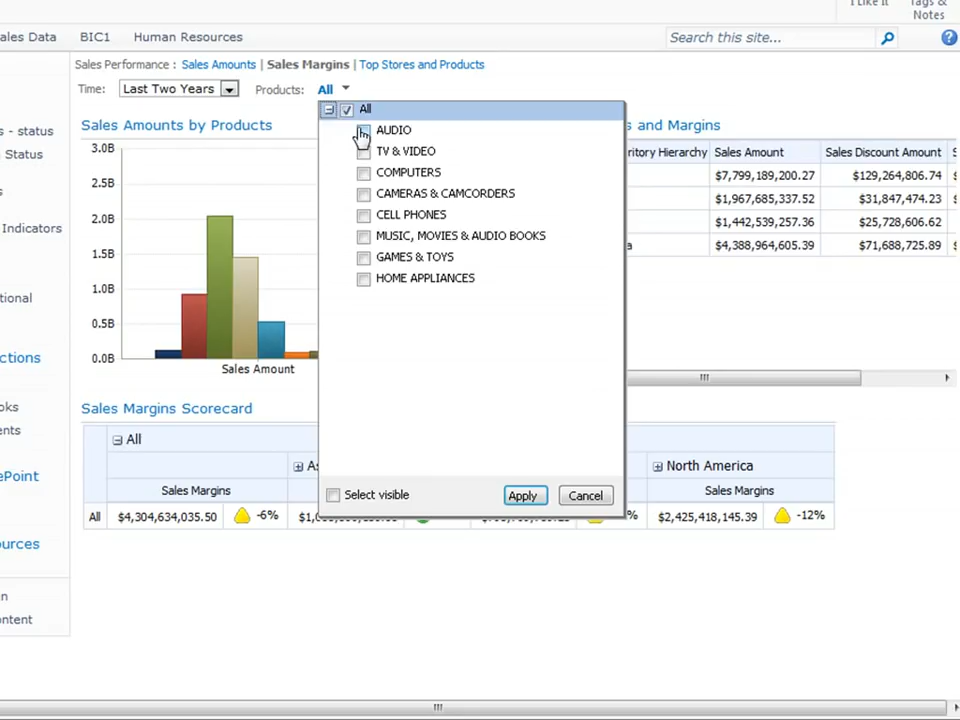 I Like It
Tags &
Notes
ales Data BIC1 Human Resources Search this site...
Sales Performance : Sales Amounts | Sales Margins | Top Stores and Products
Time: Last Two Years Products: All
All
AUDIO
TV & VIDEO
COMPUTERS
CAMERAS & CAMCORDERS
CELL PHONES
MUSIC, MOVIES & AUDIO BOOKS
GAMES & TOYS
HOME APPLIANCES
Select visible Apply Cancel
s - status
Status
s
Indicators
tional
ctions
oks
ents
ePoint
ources
n
ontent
Sales Amounts by Products
3.0B
2.5B
2.0B
1.5B
1.0B
0.5B
0.0B
Sales Amount
s and Margins
ritory Hierarchy Sales Amount Sales Discount Amount
$7,799,189,200.27 $129,264,806.74
$1,967,685,337.52 $31,847,474.23
$1,442,539,257.36 $25,728,606.62
a $4,388,964,605.39 $71,688,725.89
Sales Margins Scorecard
All
As North America
Sales Margins Sales Margins
All $4,304,634,035.50 -6% % $2,425,418,145.39 -12%